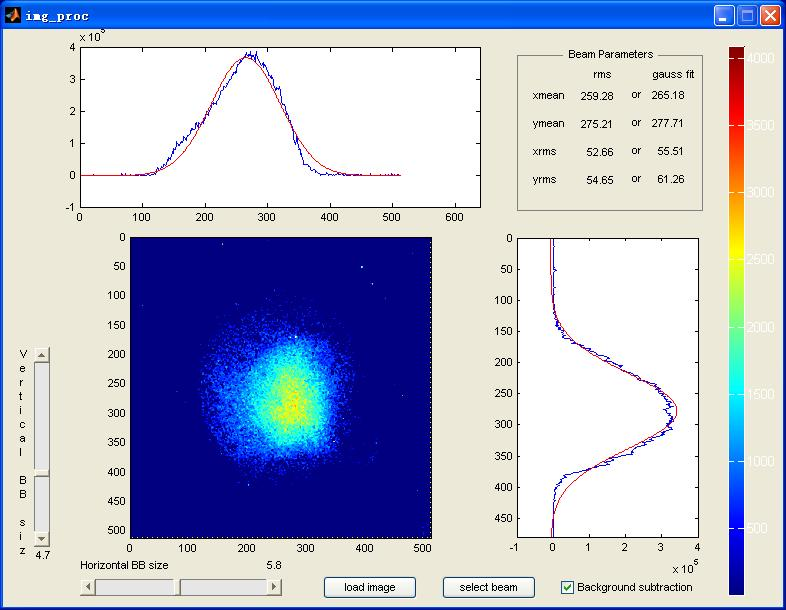 img_proc
x 10^5
4
3
2
1
0
-1
0 100 200 300 400 500 600
Beam Parameters
rms gauss fit
xmean 259.28 or 265.18
ymean 275.21 or 277.71
xrms 52.66 or 55.51
yrms 54.65 or 61.26
4000
3500
3000
2500
2000
1500
1000
500
0
50
100
150
200
250
300
350
400
450
500
0 100 200 300 400 500
0
50
100
150
200
250
300
350
400
450
-1 0 1 2 3 4
x 10^5
Vertical BB siz
4.7
Horizontal BB size 5.8
load image
select beam
Background subtraction